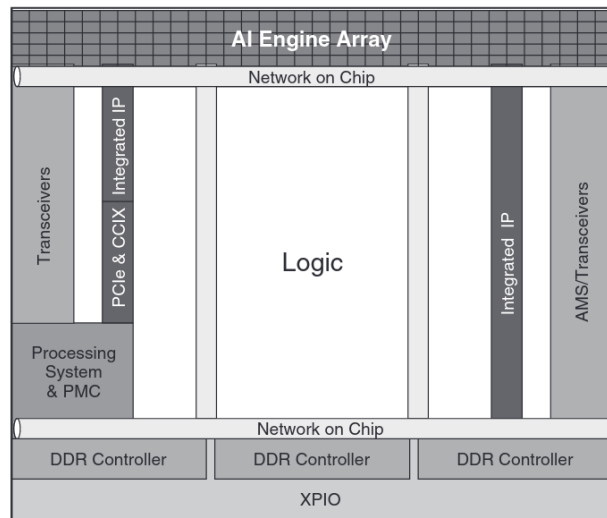 AI Engine Array
Network on Chip
Transceivers
Integrated IP
PCIe & CCIX
Logic
Integrated IP
AMS/Transceivers
Processing
System
& PMC
Network on Chip
DDR Controller
DDR Controller
DDR Controller
XPIO